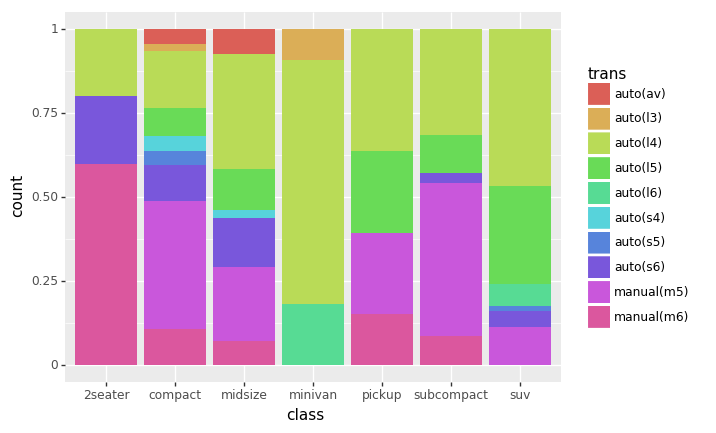 1
0.75
0.50
0.25
0
count
2seater compact midsize minivan pickup subcompact suv
class
trans
auto(av)
auto(l3)
auto(l4)
auto(l5)
auto(l6)
auto(s4)
auto(s5)
auto(s6)
manual(m5)
manual(m6)